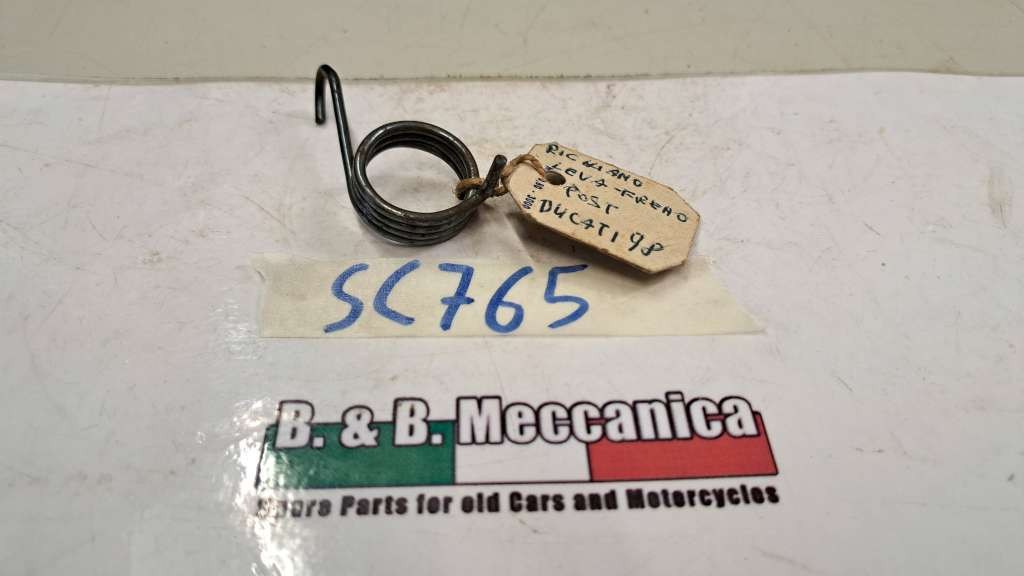 RICHIAMO
LEVA-FRENO
POST
DUCATI 98
SC765
B. & B. Meccanica
Spare Parts for old Cars and Motorcycles